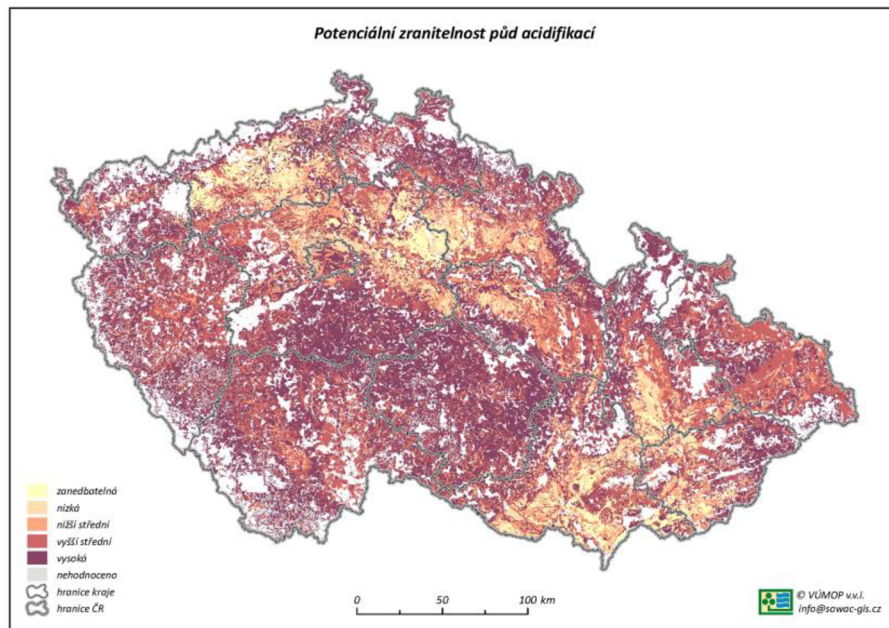 Potenciální zranitelnost půd acidifikací
zanedbatelná
nízká
nižší střední
vyšší střední
vysoká
nehodnoceno
hranice kraje
hranice ČR
0 50 100 km
© VÚMOP v.v.i.
info@sowac-gis.cz